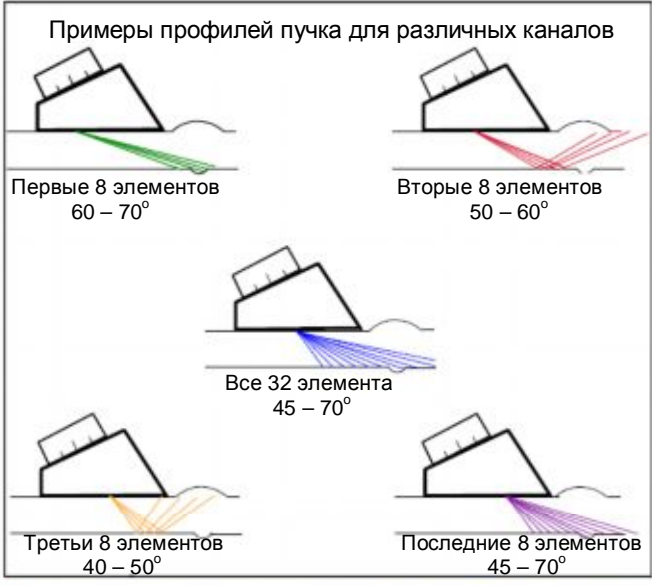 Примеры профилей пучка для различных каналов
Первые 8 элементов
60 – 70°
Вторые 8 элементов
50 – 60°
Все 32 элемента
45 – 70°
Третьи 8 элементов
40 – 50°
Последние 8 элементов
45 – 70°